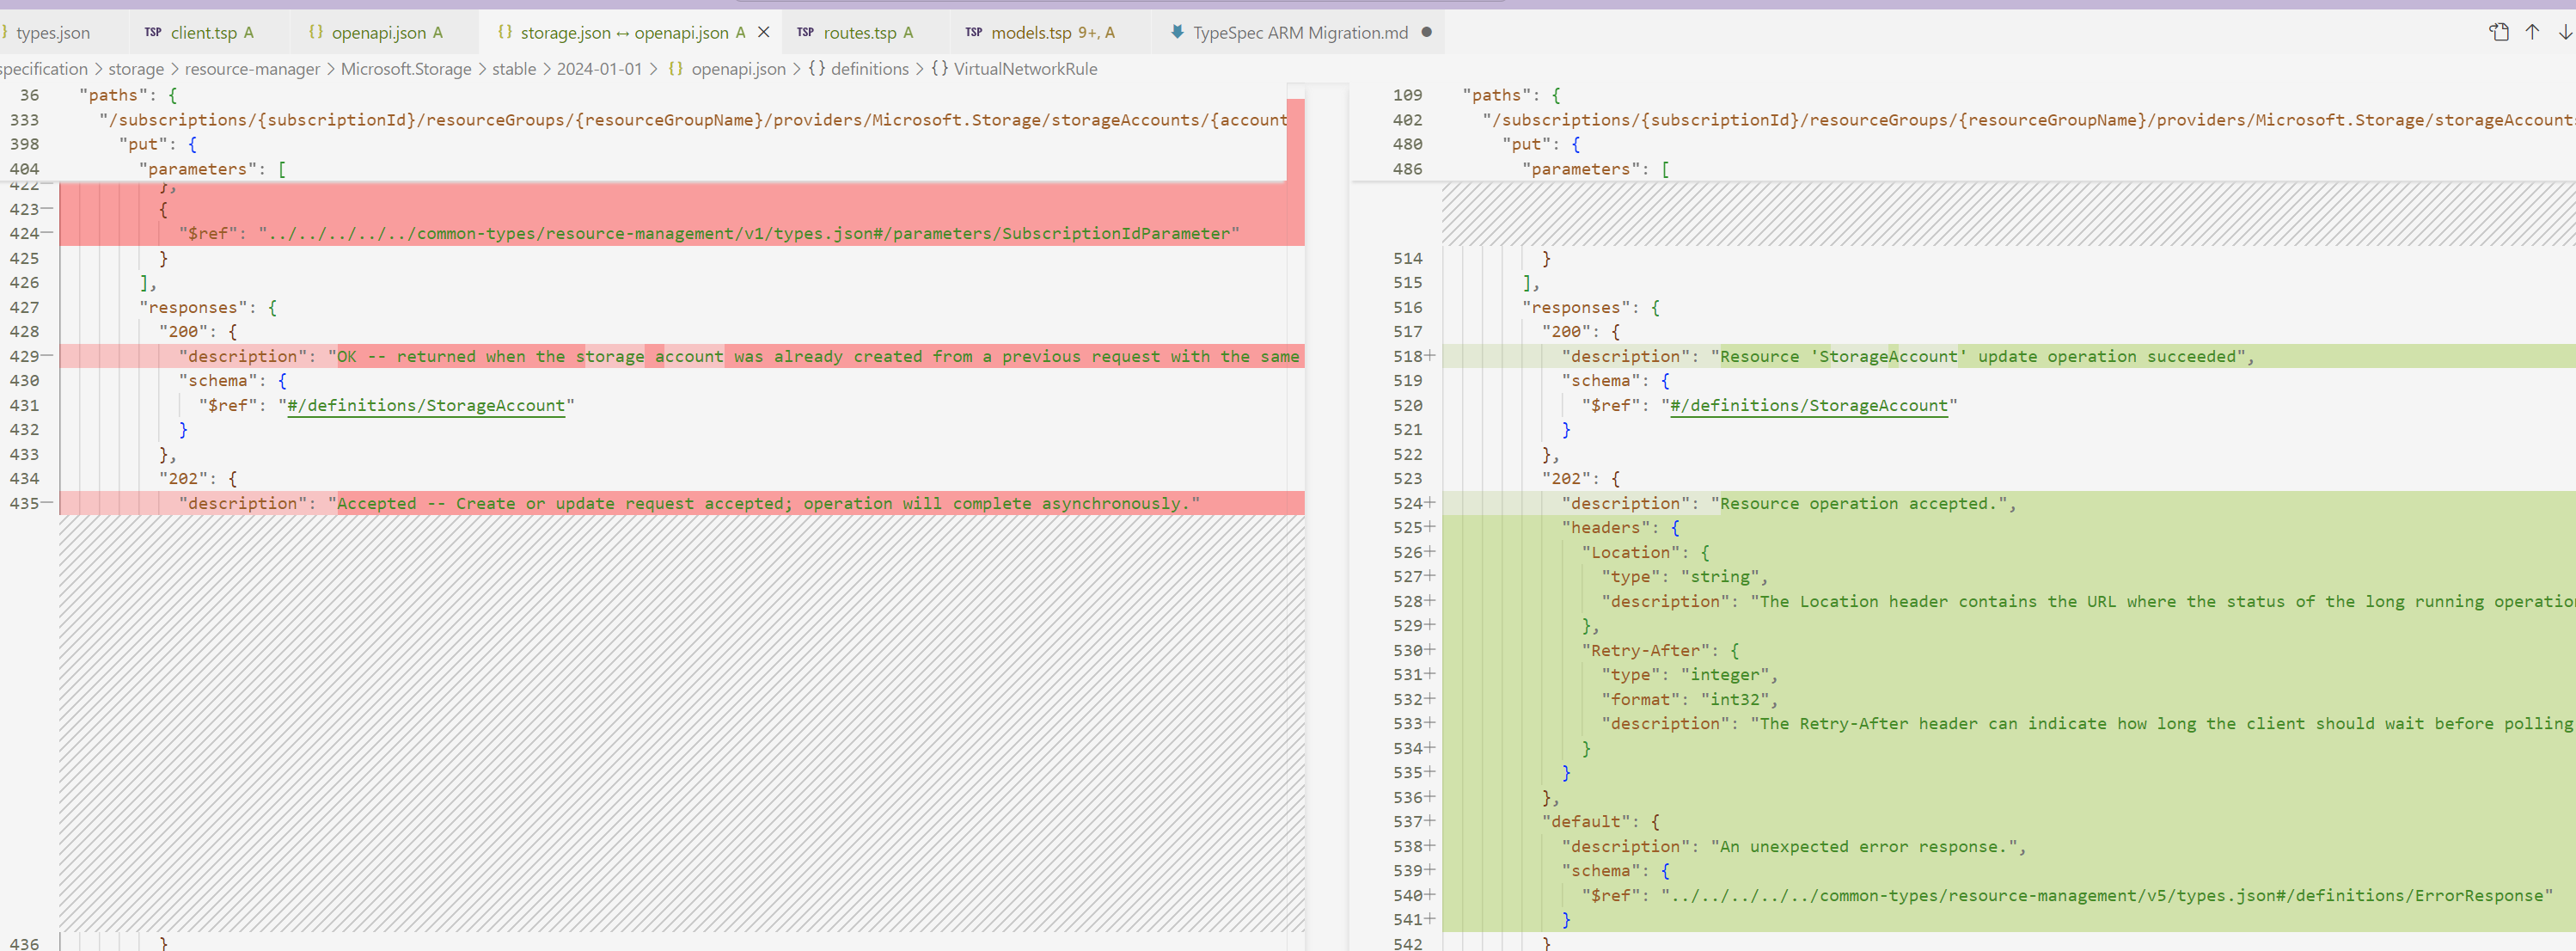 types.json
TSP client.tsp A
{} openapi.json A
{} storage.json ↔ openapi.json A ×
TSP routes.tsp A
TSP models.tsp 9+, A
TypeSpec ARM Migration.md ●
specification > storage > resource-manager > Microsoft.Storage > stable > 2024-01-01 > {} openapi.json > {} definitions > {} VirtualNetworkRule
36 "paths": {
333 "/subscriptions/{subscriptionId}/resourceGroups/{resourceGroupName}/providers/Microsoft.Storage/storageAccounts/{account
398 "put": {
404 "parameters": [
422— },
423— {
424— "$ref": "../../../../../common-types/resource-management/v1/types.json#/parameters/SubscriptionIdParameter"
425 }
426 ],
427 "responses": {
428 "200": {
429— "description": "OK -- returned when the storage account was already created from a previous request with the same
430 "schema": {
431 "$ref": "#/definitions/StorageAccount"
432 }
433 },
434 "202": {
435— "description": "Accepted -- Create or update request accepted; operation will complete asynchronously."
436 }
109 "paths": {
402 "/subscriptions/{subscriptionId}/resourceGroups/{resourceGroupName}/providers/Microsoft.Storage/storageAccounts
480 "put": {
486 "parameters": [
514 }
515 ],
516 "responses": {
517 "200": {
518+ "description": "Resource 'StorageAccount' update operation succeeded",
519 "schema": {
520 "$ref": "#/definitions/StorageAccount"
521 }
522 },
523 "202": {
524+ "description": "Resource operation accepted.",
525+ "headers": {
526+ "Location": {
527+ "type": "string",
528+ "description": "The Location header contains the URL where the status of the long running operatio
529+ },
530+ "Retry-After": {
531+ "type": "integer",
532+ "format": "int32",
533+ "description": "The Retry-After header can indicate how long the client should wait before polling
534+ }
535+ }
536+ },
537+ "default": {
538+ "description": "An unexpected error response.",
539+ "schema": {
540+ "$ref": "../../../../../common-types/resource-management/v5/types.json#/definitions/ErrorResponse"
541+ }
542 }